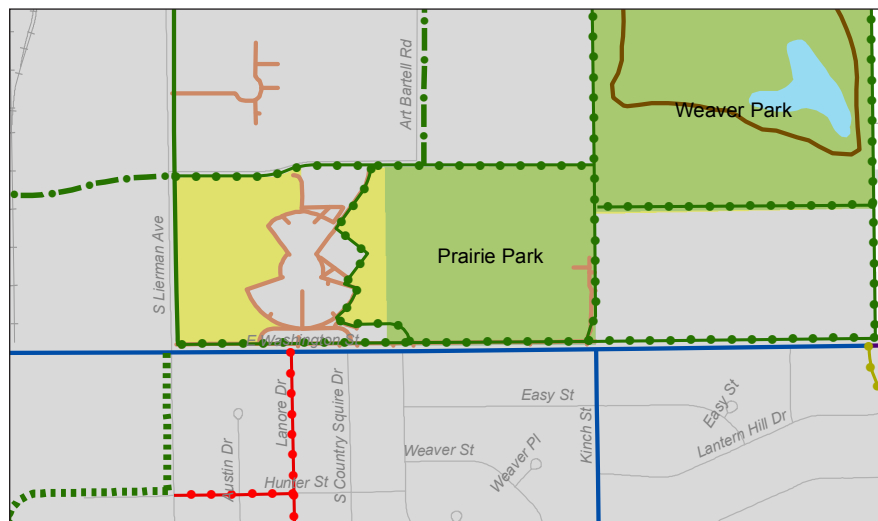 Art Bartell Rd
Weaver Park
S Lierman Ave
Prairie Park
E Washington St
Lanore Dr
S Country Squire Dr
Easy St
Easy St
Kinch St
Lantern Hill Dr
Austin Dr
Weaver St
Weaver Pl
Hunter St